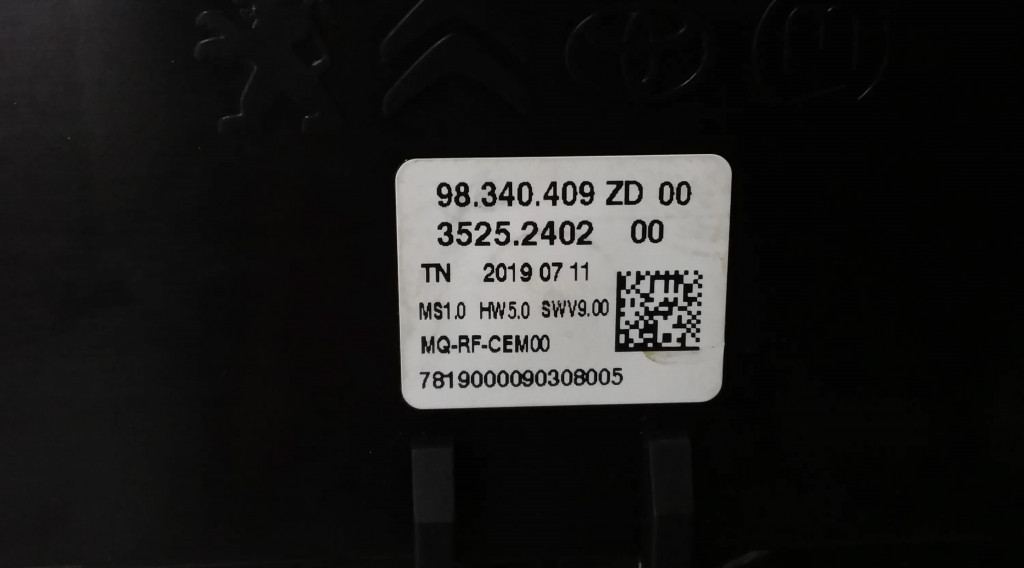 98.340.409 ZD 00
3525.2402 00
TN 2019 07 11
MS1.0 HW5.0 SWV9.00
MQ-RF-CEM00
7819000090308005